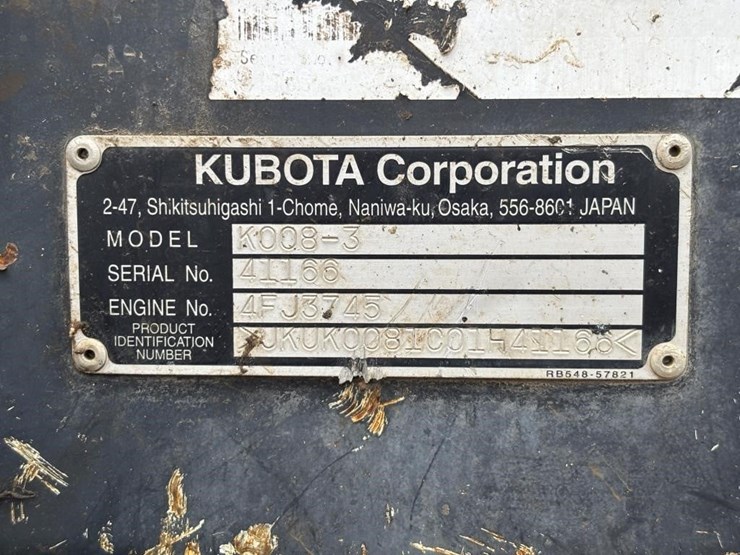 KUBOTA Corporation
2-47, Shikitsuhigashi 1-Chome, Naniwa-ku, Osaka, 556-8601 JAPAN
MODEL K008-3
SERIAL No. 41166
ENGINE No. 4FJ3745
PRODUCT IDENTIFICATION NUMBER >JKUK0081C01441166<
RB548-57821